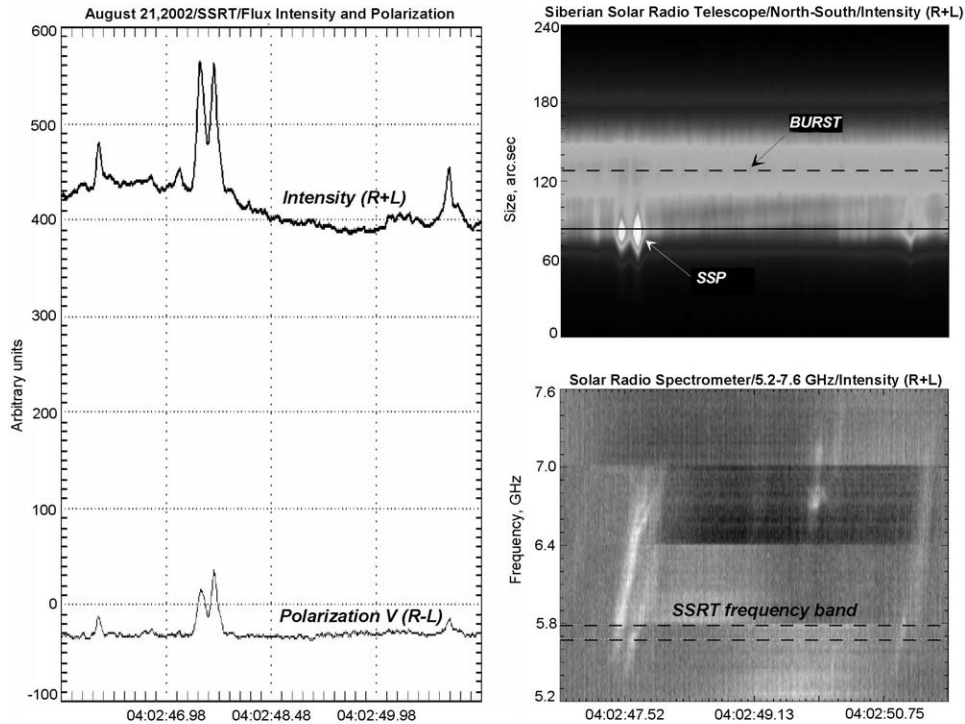 August 21,2002/SSRT/Flux Intensity and Polarization
600
500
400
300
200
100
0
-100
Arbitrary units
Intensity (R+L)
Polarization V (R-L)
04:02:46.98 04:02:48.48 04:02:49.98
Siberian Solar Radio Telescope/North-South/Intensity (R+L)
240
180
120
60
0
Size, arc.sec
BURST
SSP
Solar Radio Spectrometer/5.2-7.6 GHz/Intensity (R+L)
7.6
7.0
6.4
5.8
5.2
Frequency, GHz
SSRT frequency band
04:02:47.52 04:02:49.13 04:02:50.75